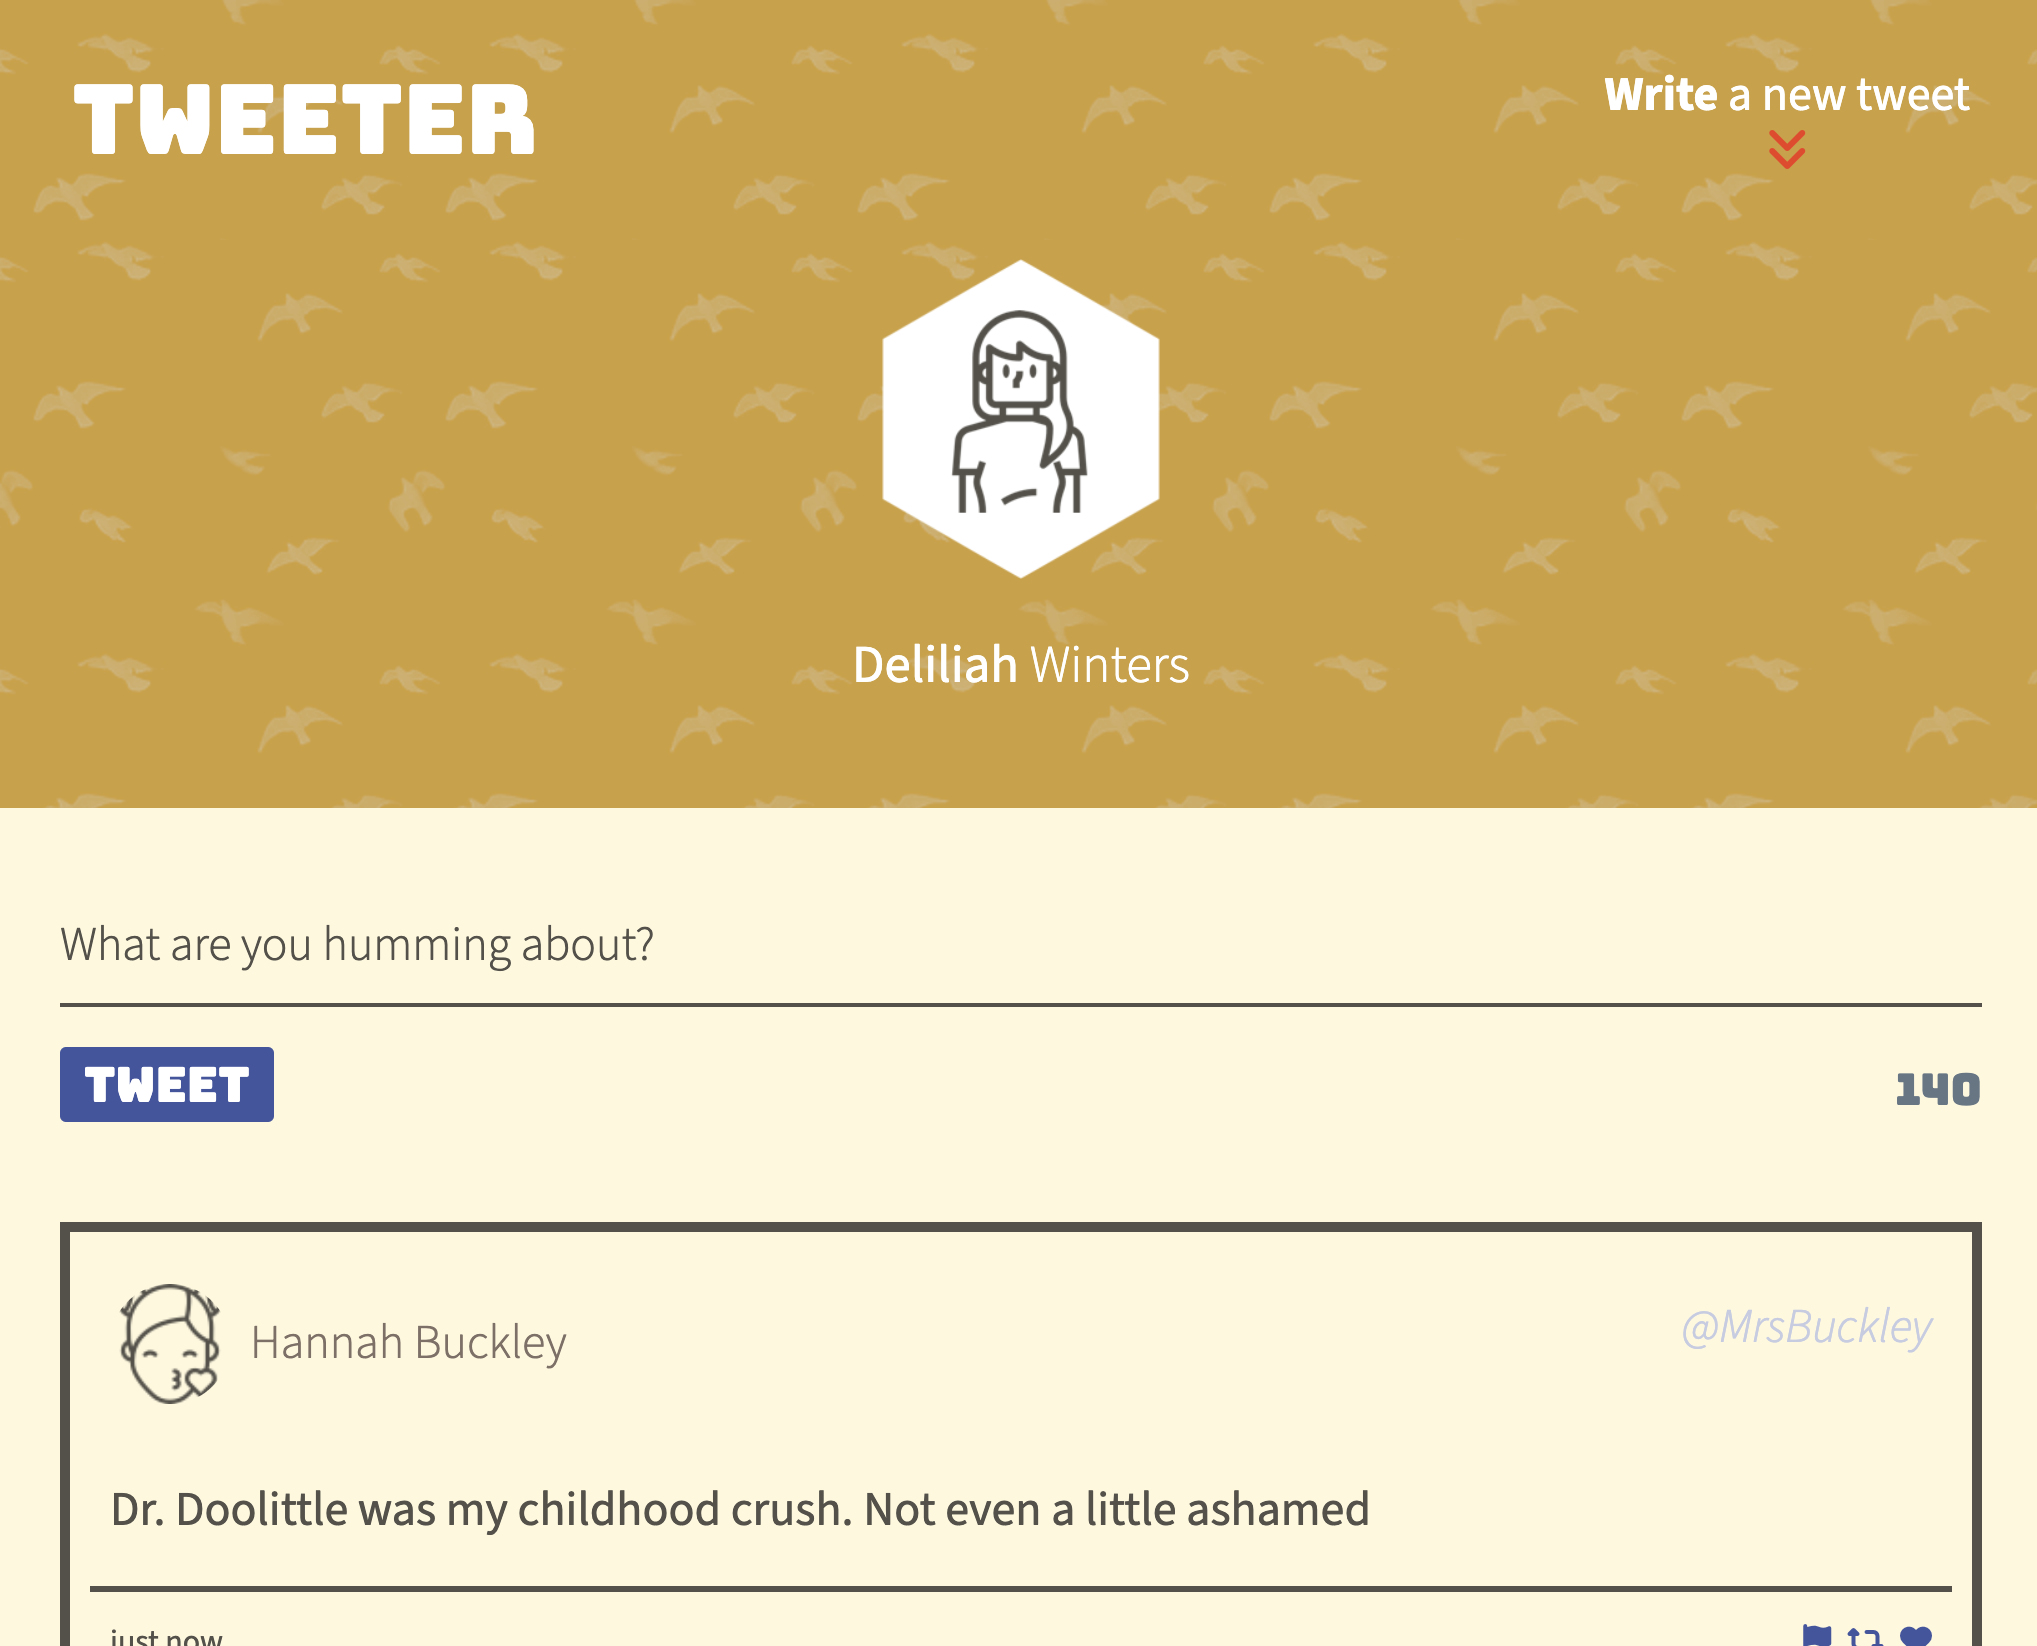 TWEETER
Write a new tweet
Deliliah Winters
What are you humming about?
TWEET
140
Hannah Buckley
@MrsBuckley
Dr. Doolittle was my childhood crush. Not even a little ashamed
just now